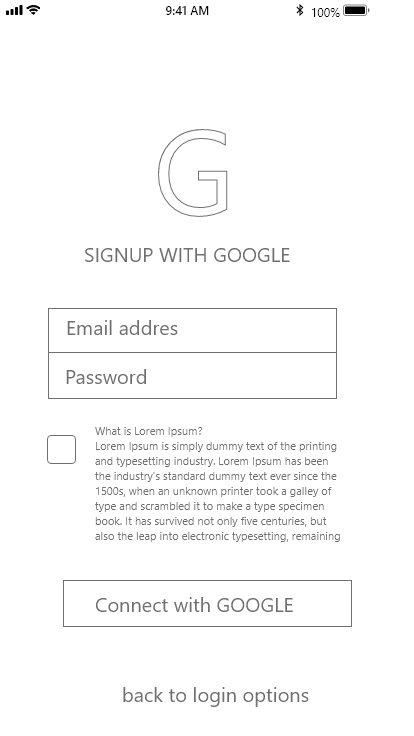 9:41 AM
100%
G
SIGNUP WITH GOOGLE
Email addres
Password
What is Lorem Ipsum?
Lorem Ipsum is simply dummy text of the printing
and typesetting industry. Lorem Ipsum has been
the industry's standard dummy text ever since the
1500s, when an unknown printer took a galley of
type and scrambled it to make a type specimen
book. It has survived not only five centuries, but
also the leap into electronic typesetting, remaining
Connect with GOOGLE
back to login options